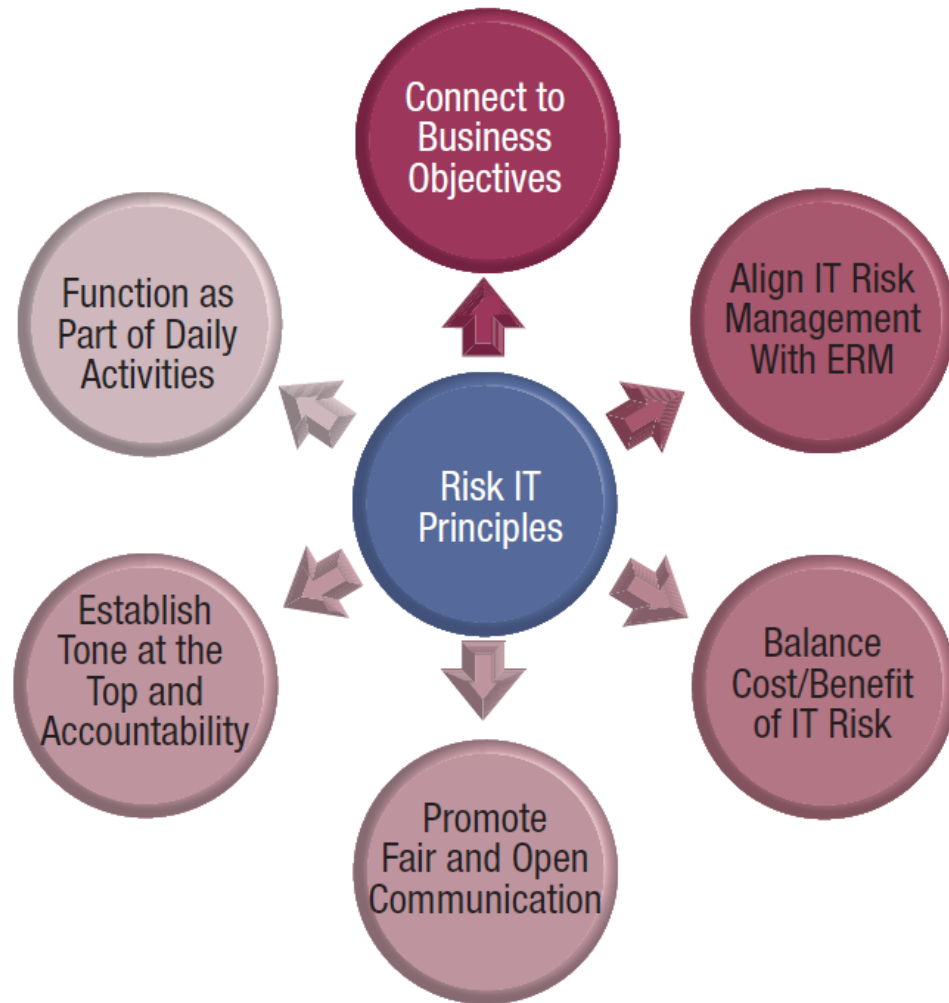 Connect to
Business
Objectives
Align IT Risk
Management
With ERM
Balance
Cost/Benefit
of IT Risk
Promote
Fair and Open
Communication
Establish
Tone at the
Top and
Accountability
Function as
Part of Daily
Activities
Risk IT
Principles